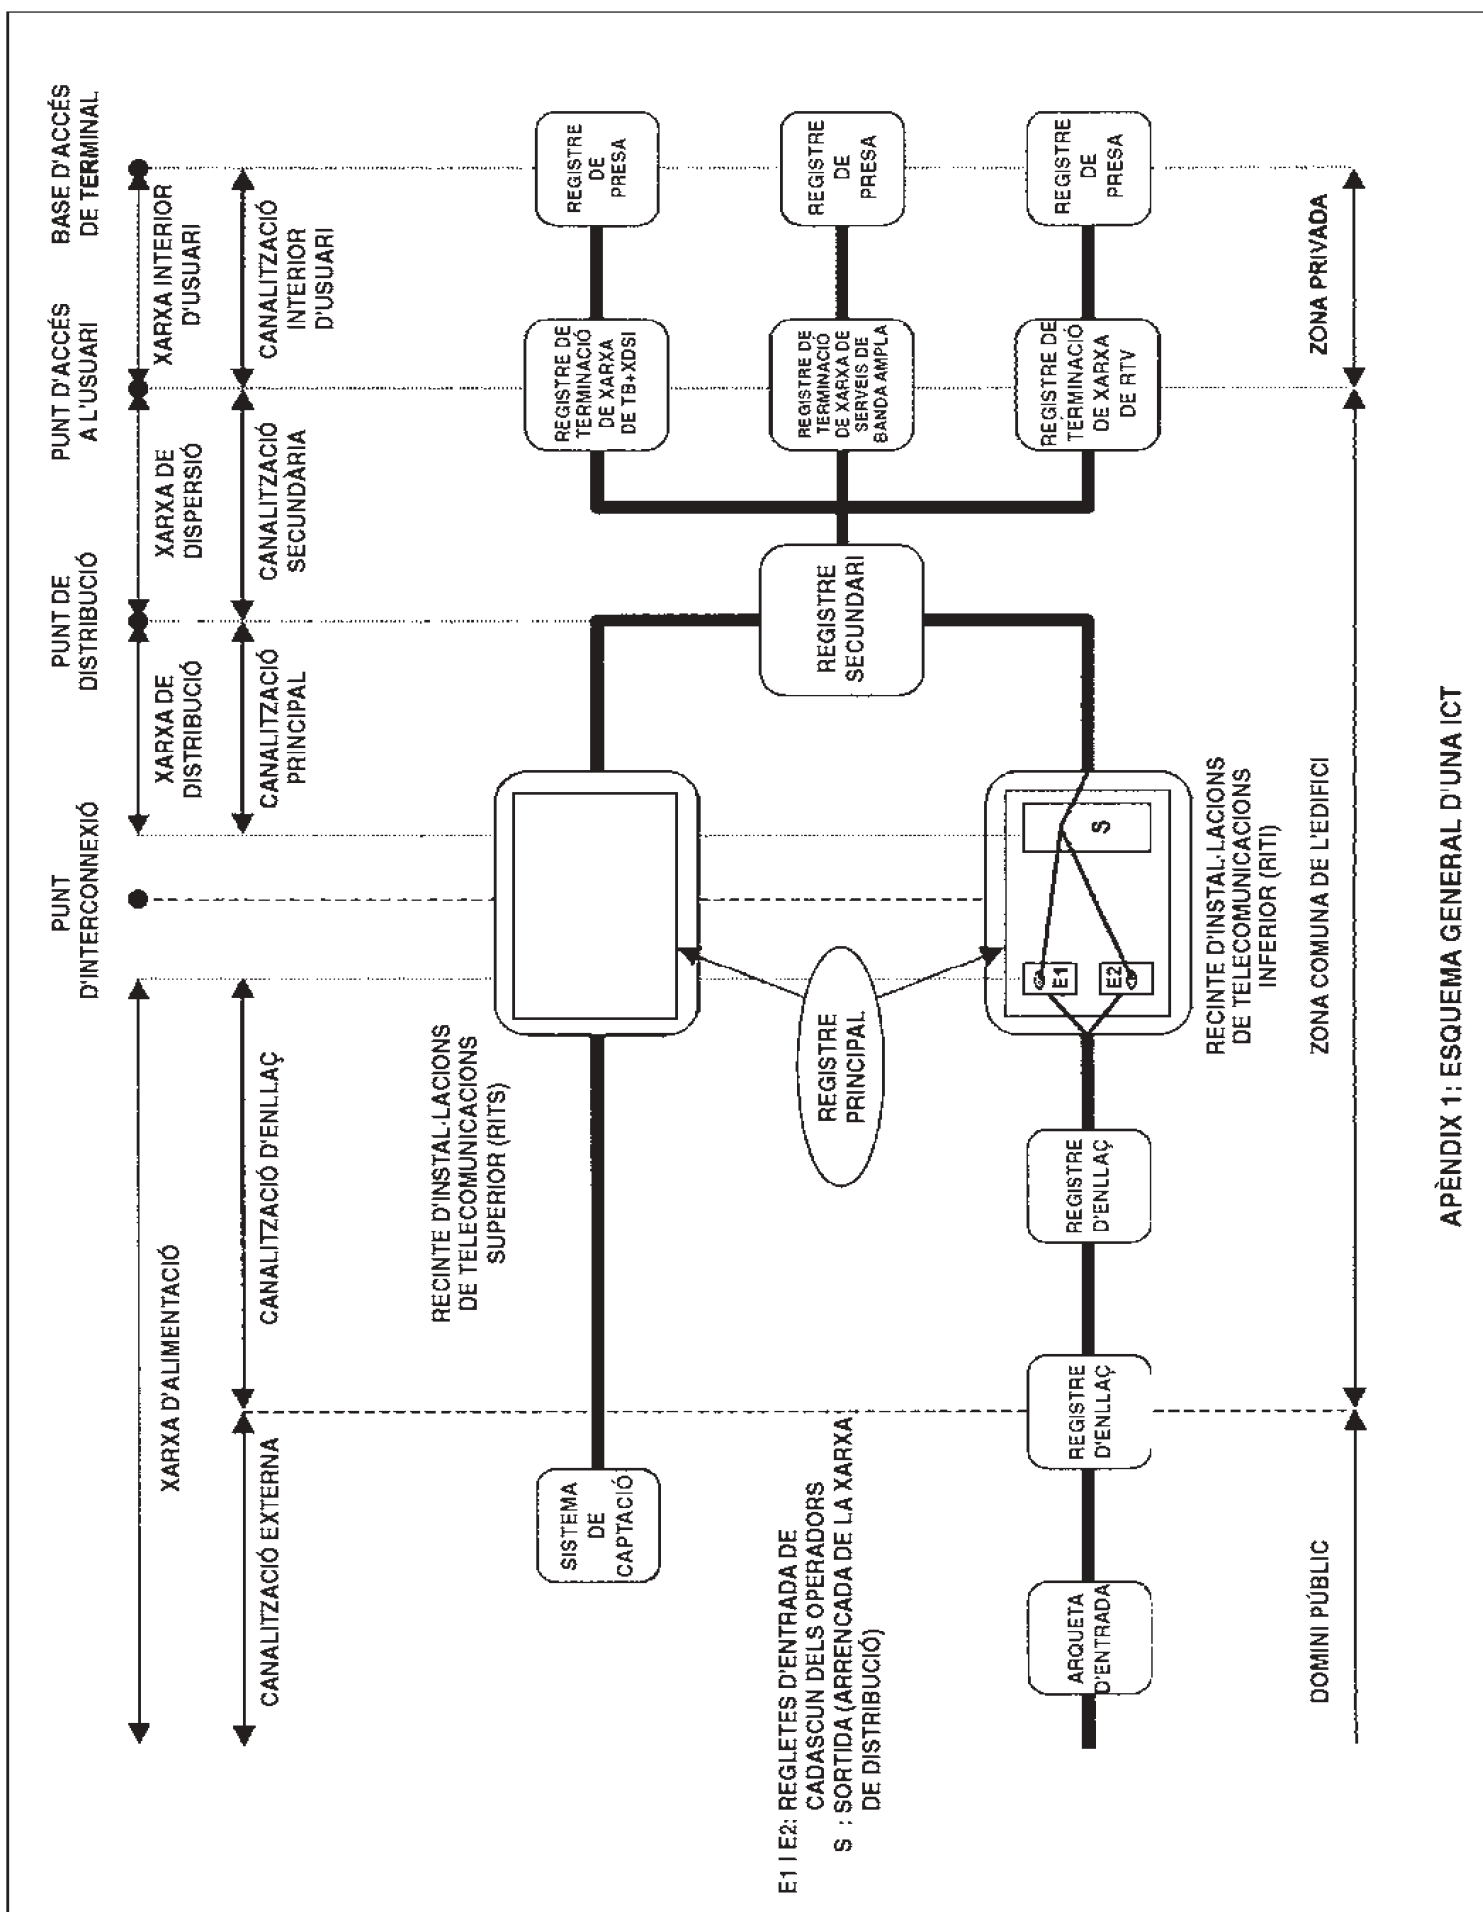 PUNT
D'INTERCONNEXIÓ
PUNT DE
DISTRIBUCIÓ
PUNT D'ACCÉS
A L'USUARI
BASE D'ACCÉS
DE TERMINAL
XARXA D'ALIMENTACIÓ
XARXA DE
DISTRIBUCIÓ
XARXA DE
DISPERSIÓ
XARXA INTERIOR
D'USUARI
CANALITZACIÓ EXTERNA
CANALITZACIÓ D'ENLLAÇ
CANALITZACIÓ
PRINCIPAL
CANALITZACIÓ
SECUNDÀRIA
CANALITZACIÓ
INTERIOR
D'USUARI
RECINTE D'INSTAL·LACIONS
DE TELECOMUNICACIONS
SUPERIOR (RITS)
SISTEMA
DE
CAPTACIÓ
REGISTRE DE
TERMINACIÓ
DE XARXA
DE TB+XDSI
REGISTRE
DE
PRESA
REGISTRE
PRINCIPAL
REGISTRE
SECUNDARI
REGISTRE DE
TERMINACIÓ
DE XARXA DE
SERVEIS DE
BANDA AMPLA
REGISTRE
DE
PRESA
E1 I E2: REGLETES D'ENTRADA DE
CADASCUN DELS OPERADORS
S : SORTIDA (ARRENCADA DE LA XARXA
DE DISTRIBUCIÓ)
ARQUETA
D'ENTRADA
REGISTRE
D'ENLLAÇ
REGISTRE
D'ENLLAÇ
E1
E2
S
REGISTRE DE
TERMINACIÓ
DE XARXA
DE RTV
REGISTRE
DE
PRESA
RECINTE D'INSTAL·LACIONS
DE TELECOMUNICACIONS
INFERIOR (RITI)
DOMINI PÚBLIC
ZONA COMUNA DE L'EDIFICI
ZONA PRIVADA
APÈNDIX 1: ESQUEMA GENERAL D'UNA ICT